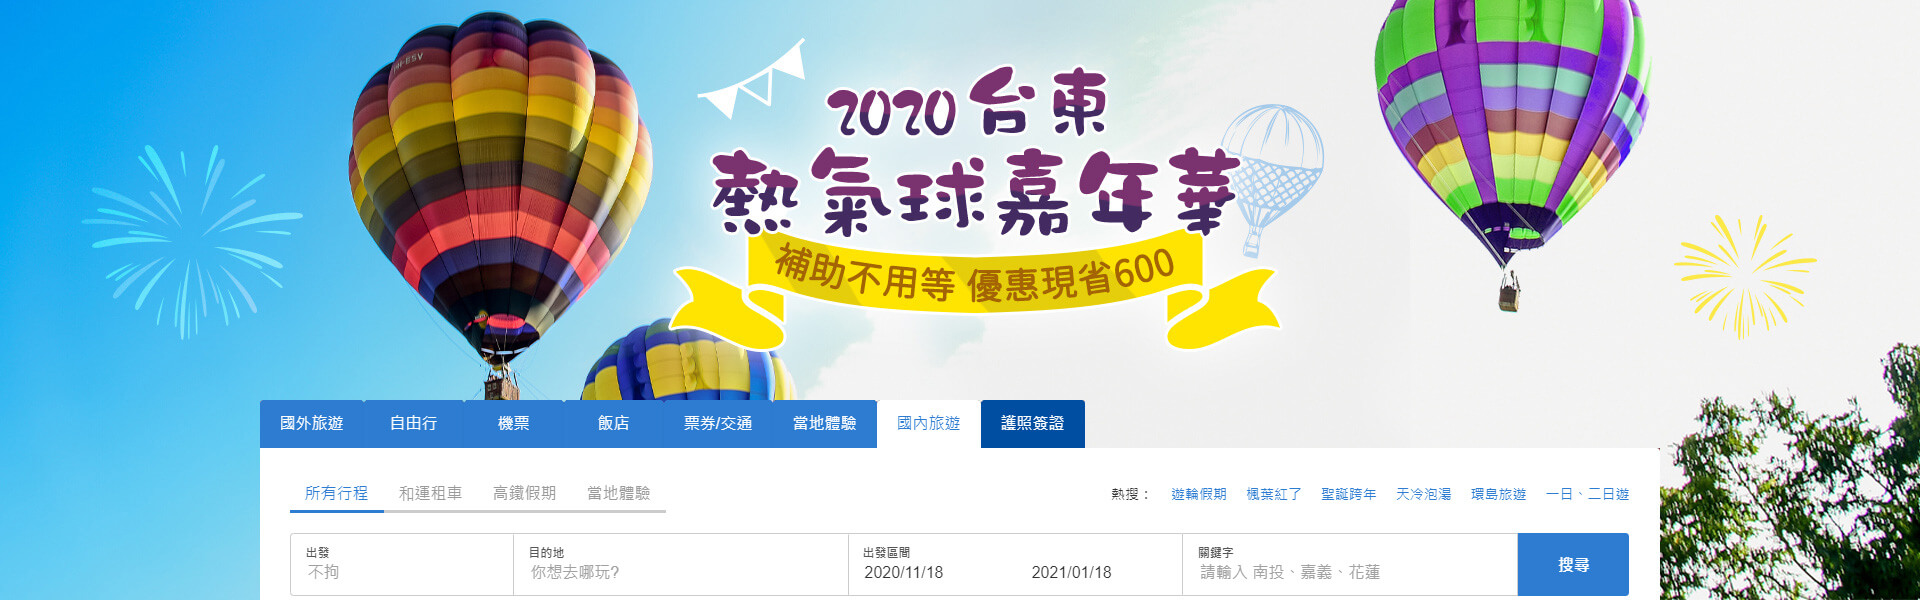 2020台東
熱氣球嘉年華
補助不用等 優惠現省600
國外旅遊 自由行 機票 飯店 票券/交通 當地體驗 國內旅遊 護照簽證
所有行程 和運租車 高鐵假期 當地體驗 熱搜： 遊輪假期 楓葉紅了 聖誕跨年 天冷泡湯 環島旅遊 一日、二日遊
出發 目的地 出發區間 關鍵字
不拘 你想去哪玩? 2020/11/18 2021/01/18 請輸入 南投、嘉義、花蓮
搜尋